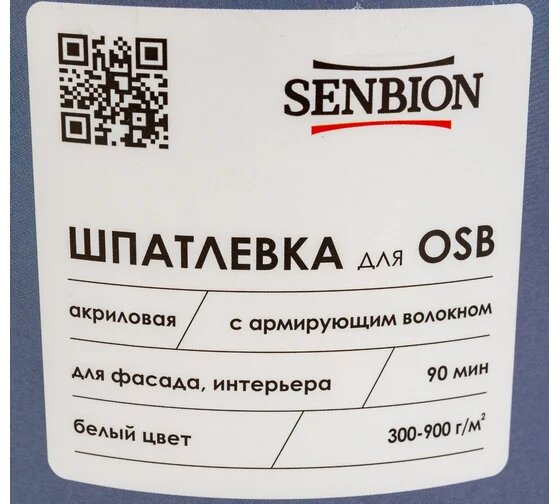 SENBION
ШПАТЛЕВКА для OSB
акриловая с армирующим волокном
для фасада, интерьера 90 мин
белый цвет 300-900 г/м²